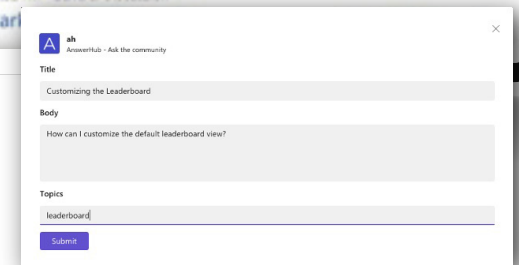 ah
AnswerHub - Ask the community
Title
Customizing the Leaderboard
Body
How can I customize the default leaderboard view?
Topics
leaderboard
Submit